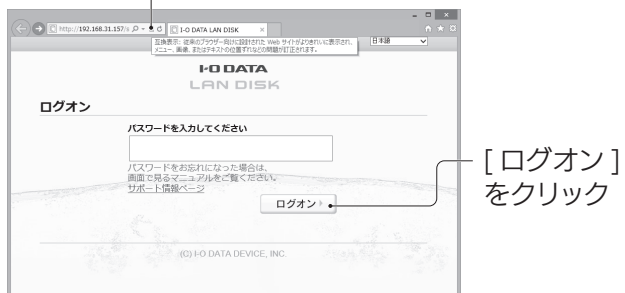 http://192.168.31.157/s
I-O DATA LAN DISK
互換表示: 従来のブラウザー向けに設計された Web サイトがよりきれいに表示され、
メニュー、画像、またはテキストの位置ずれなどの問題が訂正されます。
日本語
I-O DATA
LAN DISK
ログオン
パスワードを入力してください
パスワードをお忘れになった場合は、
画面で見るマニュアルをご覧ください。
サポート情報ページ
ログオン
[ ログオン ]
をクリック
(C) I-O DATA DEVICE, INC.